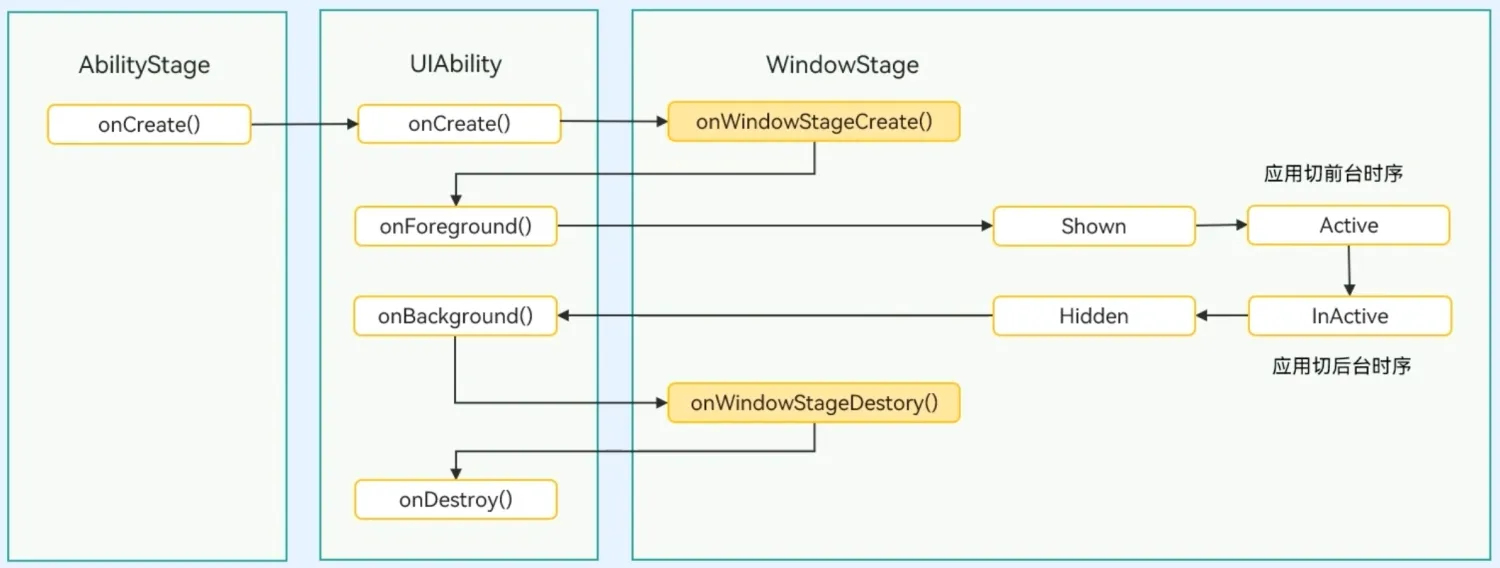 AbilityStage
UIAbility
WindowStage
onCreate()
onCreate()
onWindowStageCreate()
应用切前台时序
onForeground()
Shown
Active
onBackground()
Hidden
InActive
应用切后台时序
onWindowStageDestory()
onDestroy()